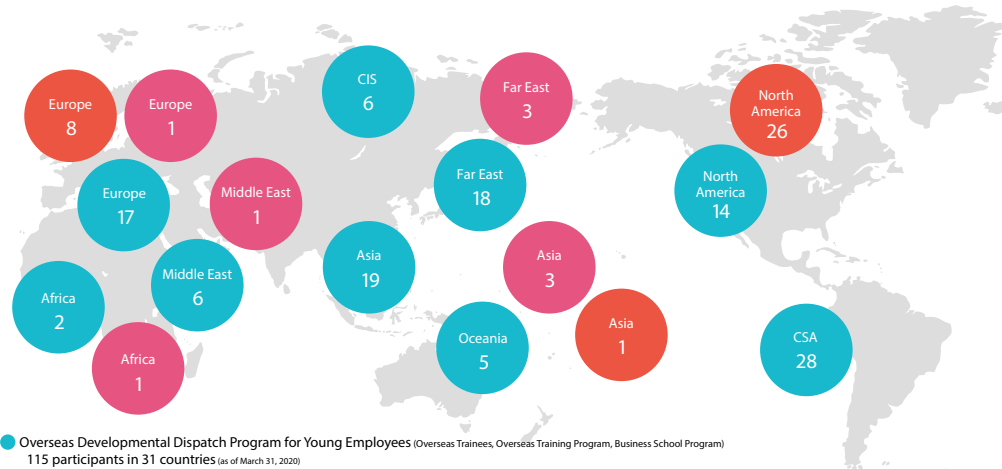 CIS
6
Far East
3
Europe
8
Europe
1
North
America
26
Far East
18
North
America
14
Europe
17
Middle East
1
Asia
19
Asia
3
Middle East
6
Africa
2
Asia
1
Oceania
5
CSA
28
Africa
1
Overseas Developmental Dispatch Program for Young Employees (Overseas Trainees, Overseas Training Program, Business School Program)
115 participants in 31 countries (as of March 31, 2020)